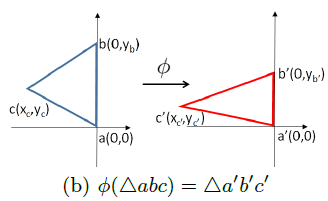 b(0,y_b)
ϕ
b'(0,y_b')
c(x_c,y_c)
c'(x_c',y_c')
a(0,0)
a'(0,0)
(b) ϕ(△abc) = △a′b′c′